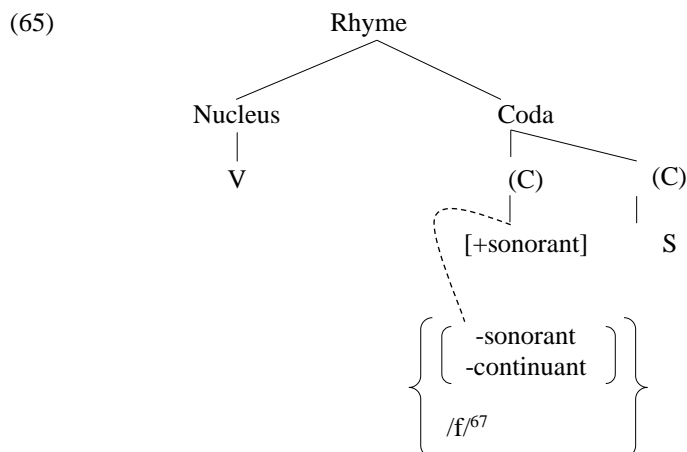 (65) Rhyme
Nucleus Coda
V (C) (C)
[+sonorant] S
-sonorant
-continuant
/f/67